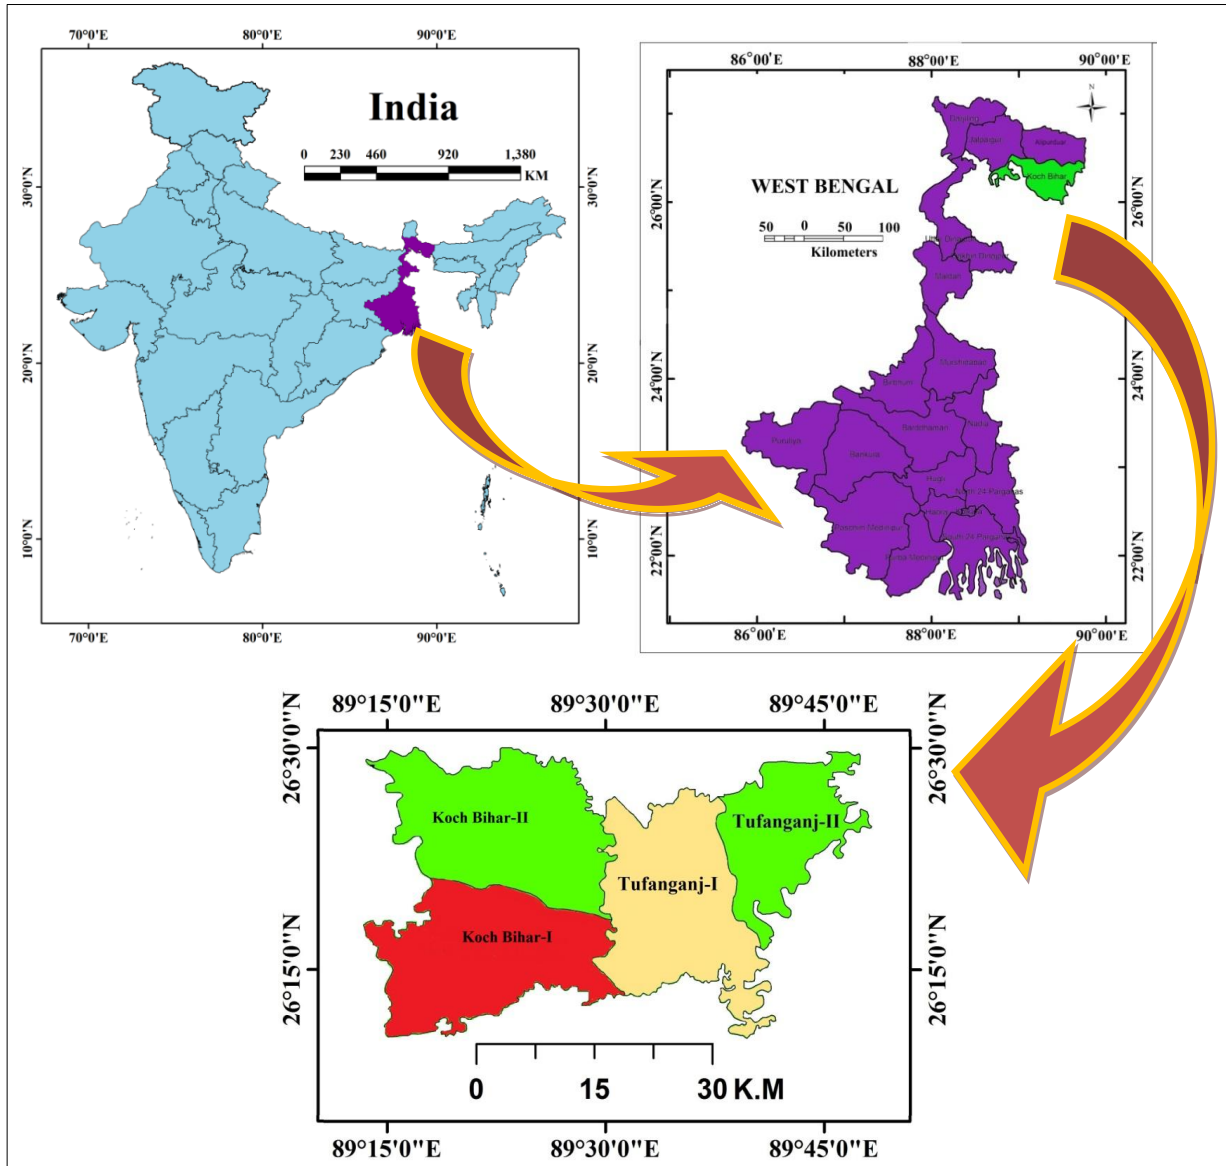 70°0'E 80°0'E 90°0'E
India
0 230 460 920 1,380
KM
30°0'N 30°0'N
20°0'N 20°0'N
10°0'N 10°0'N
70°0'E 80°0'E 90°0'E
86°00'E 88°00'E 90°00'E
Jalpaiguri
Alipurduar
Koch Bihar
WEST BENGAL
50 0 50 100
Kilometers
26°00'N 26°00'N
Maldah
Murshidabad
24°00'N 24°00'N
Birbhum
Barddhaman
Nadia
Puruliya
Bankura
Hugli
North 24 Parganas
Paschim Medinipur
South 24 Parganas
22°00'N 22°00'N
86°00'E 88°00'E 90°00'E
89°15'0"E 89°30'0"E 89°45'0"E
26°30'0"N 26°30'0"N
Koch Bihar-II
Tufanganj-II
Tufanganj-I
Koch Bihar-I
26°15'0"N 26°15'0"N
0 15 30 K.M
89°15'0"E 89°30'0"E 89°45'0"E